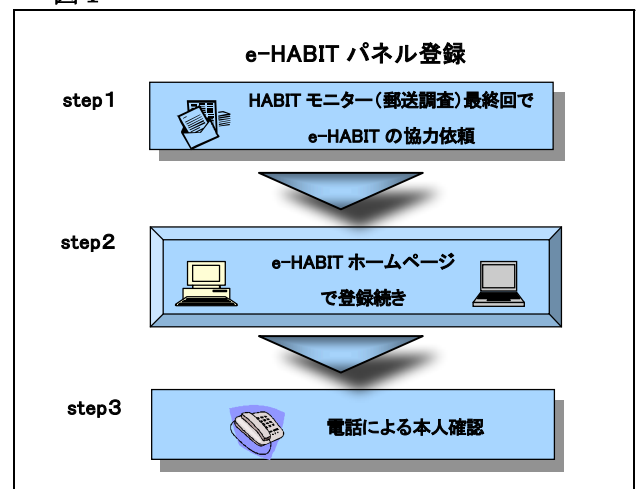 図1
e-HABIT パネル登録
step1
HABIT モニター（郵送調査）最終回で
e-HABIT の協力依頼
step2
e-HABIT ホームページ
で登録続き
step3
電話による本人確認